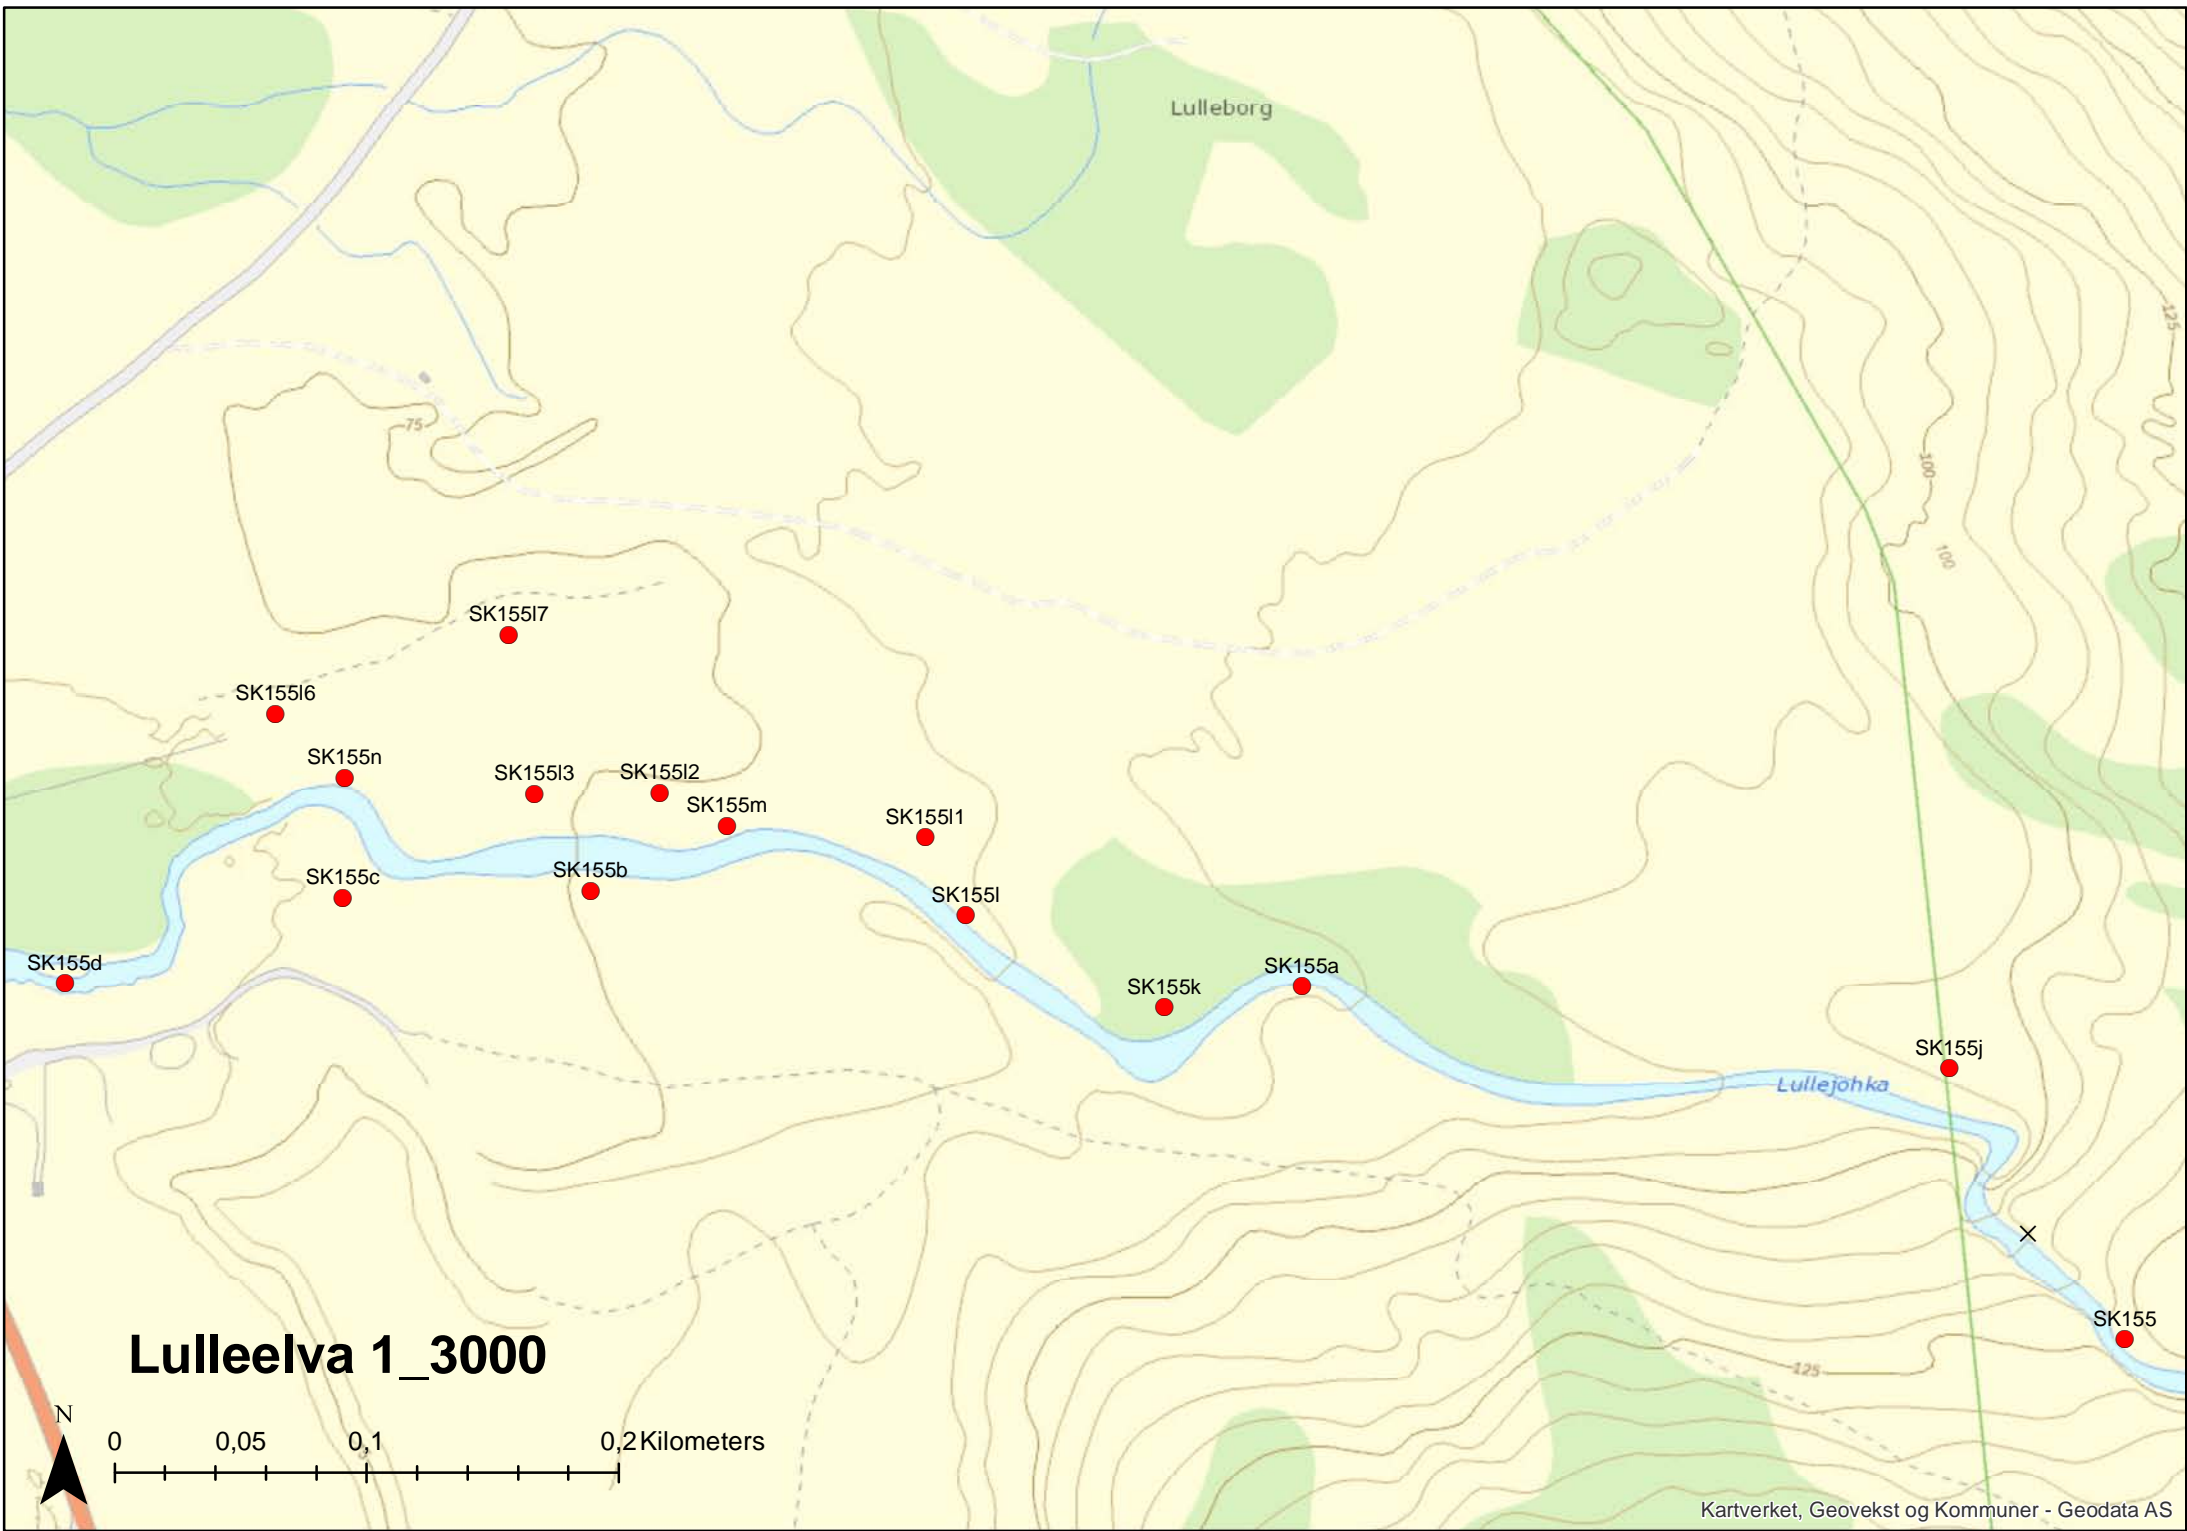 Lulleborg
125
75
100
100
SK155l7
SK155l6
SK155n
SK155l3
SK155l2
SK155m
SK155l1
SK155c
SK155b
SK155l
SK155d
SK155k
SK155a
SK155j
Lullejohka
SK155
125
Lulleelva 1_3000
N
0 0,05 0,1 0,2 Kilometers
Kartverket, Geovekst og Kommuner - Geodata AS